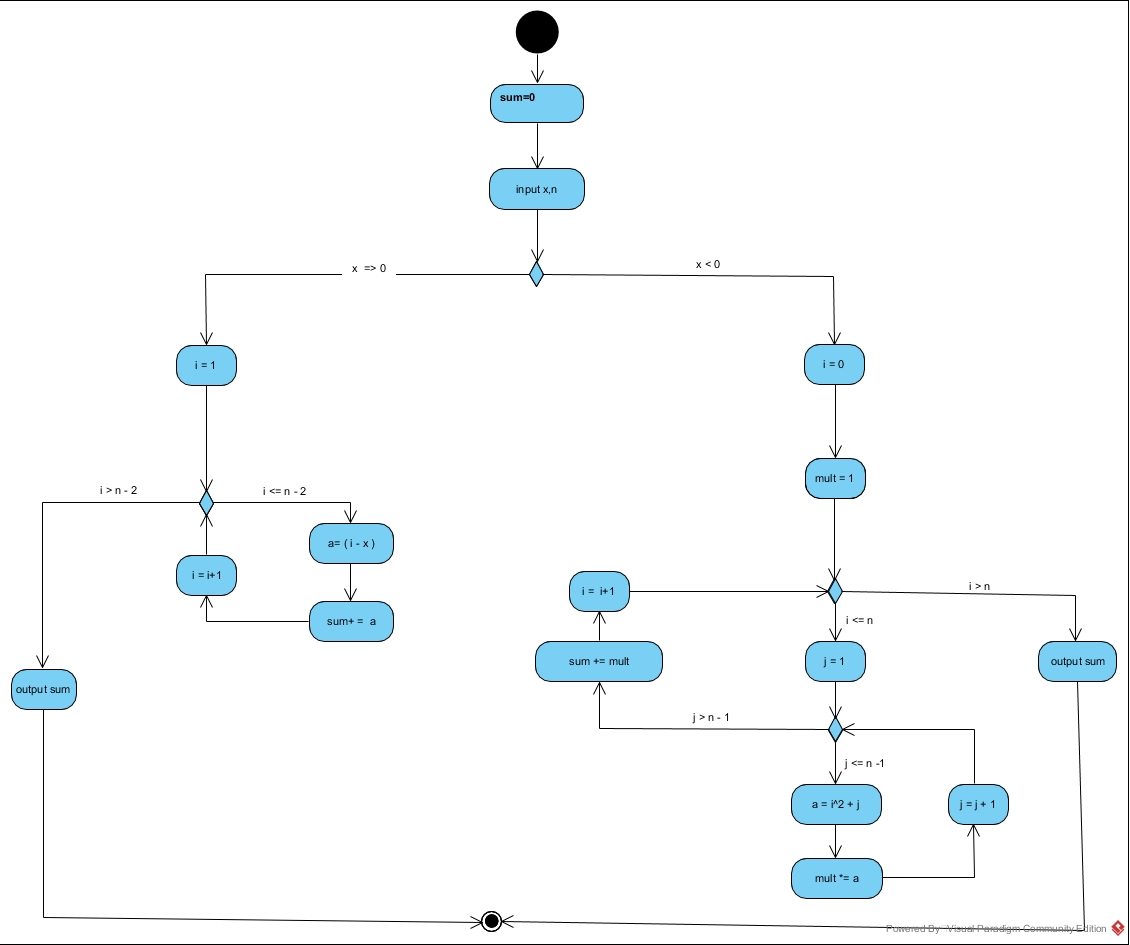 sum=0
input x,n
x => 0
x < 0
i = 1
i = 0
mult = 1
i > n - 2
i <= n - 2
a= ( i - x )
i = i+1
sum+ = a
output sum
i = i+1
i > n
i <= n
sum += mult
j = 1
output sum
j > n - 1
j <= n -1
a = i^2 + j
j = j + 1
mult *= a
Powered By Visual Paradigm Community Edition